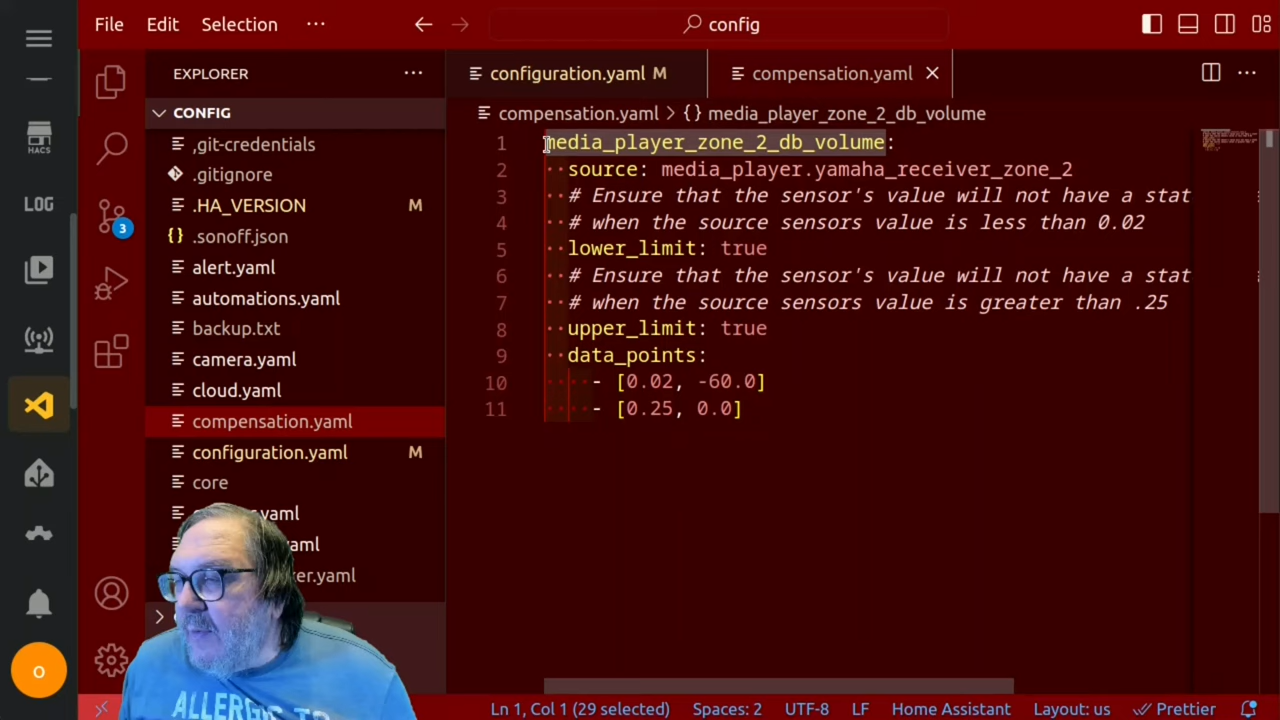 File Edit Selection ···
config
HACS
LOG
o
EXPLORER ···
CONFIG
,git-credentials
.gitignore
.HA_VERSION M
.sonoff.json
alert.yaml
automations.yaml
backup.txt
camera.yaml
cloud.yaml
compensation.yaml
configuration.yaml M
core
.yaml
.yaml
er.yaml
3
configuration.yaml M
compensation.yaml
···
compensation.yaml > {} media_player_zone_2_db_volume
1 media_player_zone_2_db_volume:
2 source: media_player.yamaha_receiver_zone_2
3 # Ensure that the sensor's value will not have a stat
4 # when the source sensors value is less than 0.02
5 lower_limit: true
6 # Ensure that the sensor's value will not have a stat
7 # when the source sensors value is greater than .25
8 upper_limit: true
9 data_points:
10 - [0.02, -60.0]
11 - [0.25, 0.0]
ALLERGIC TO
Ln 1, Col 1 (29 selected) Spaces: 2 UTF-8 LF Home Assistant Layout: us Prettier